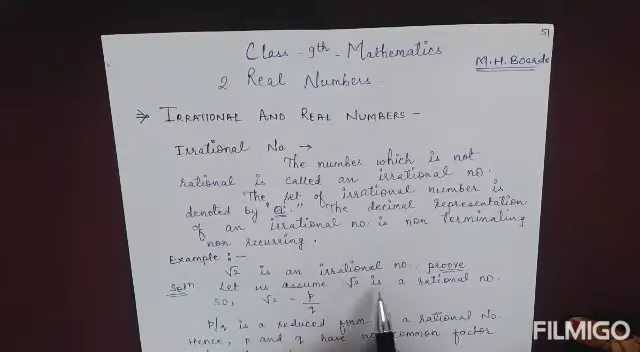 Class - 9th - Mathematics
5)
2 Real Numbers.
M.H. Boards
→ IRRATIONAL AND REAL NUMBERS -
Irrational No →
The number which is not
rational is called an irrational no.
The set of irrational number is
denoted by "Q'." The decimal representation
of an irrational no. is non terminating
non recurring.
Example :-
√2 is an irrational no. proove
Solⁿ Let us assume √2 is a rational no.
so, √2 = p/q
P/q is a reduced form a rational No.
Hence, p and q have common factor
FILMIGO